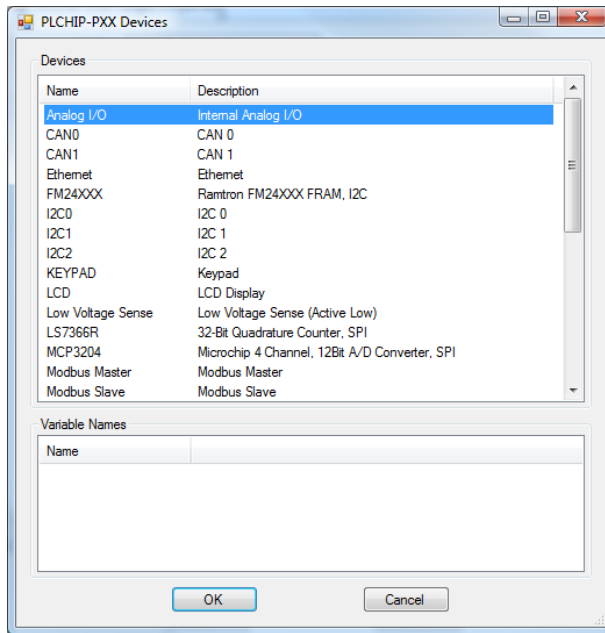 PLCHIP-PXX Devices
Devices
Name Description
Analog I/O Internal Analog I/O
CAN0 CAN 0
CAN1 CAN 1
Ethernet Ethernet
FM24XXX Ramtron FM24XXX FRAM, I2C
I2C0 I2C 0
I2C1 I2C 1
I2C2 I2C 2
KEYPAD Keypad
LCD LCD Display
Low Voltage Sense Low Voltage Sense (Active Low)
LS7366R 32-Bit Quadrature Counter, SPI
MCP3204 Microchip 4 Channel, 12Bit A/D Converter, SPI
Modbus Master Modbus Master
Modbus Slave Modbus Slave
Variable Names
Name
OK Cancel